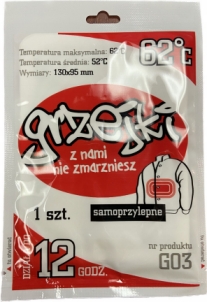 Temperatura maksymalna: 62°C
Temperatura średnia: 52°C
Wymiary: 130x95 mm
62°C
grzejki
z nami
nie zmarzniesz
1 szt.
samoprzylepne
12
GODZ.
nr produktu
G03